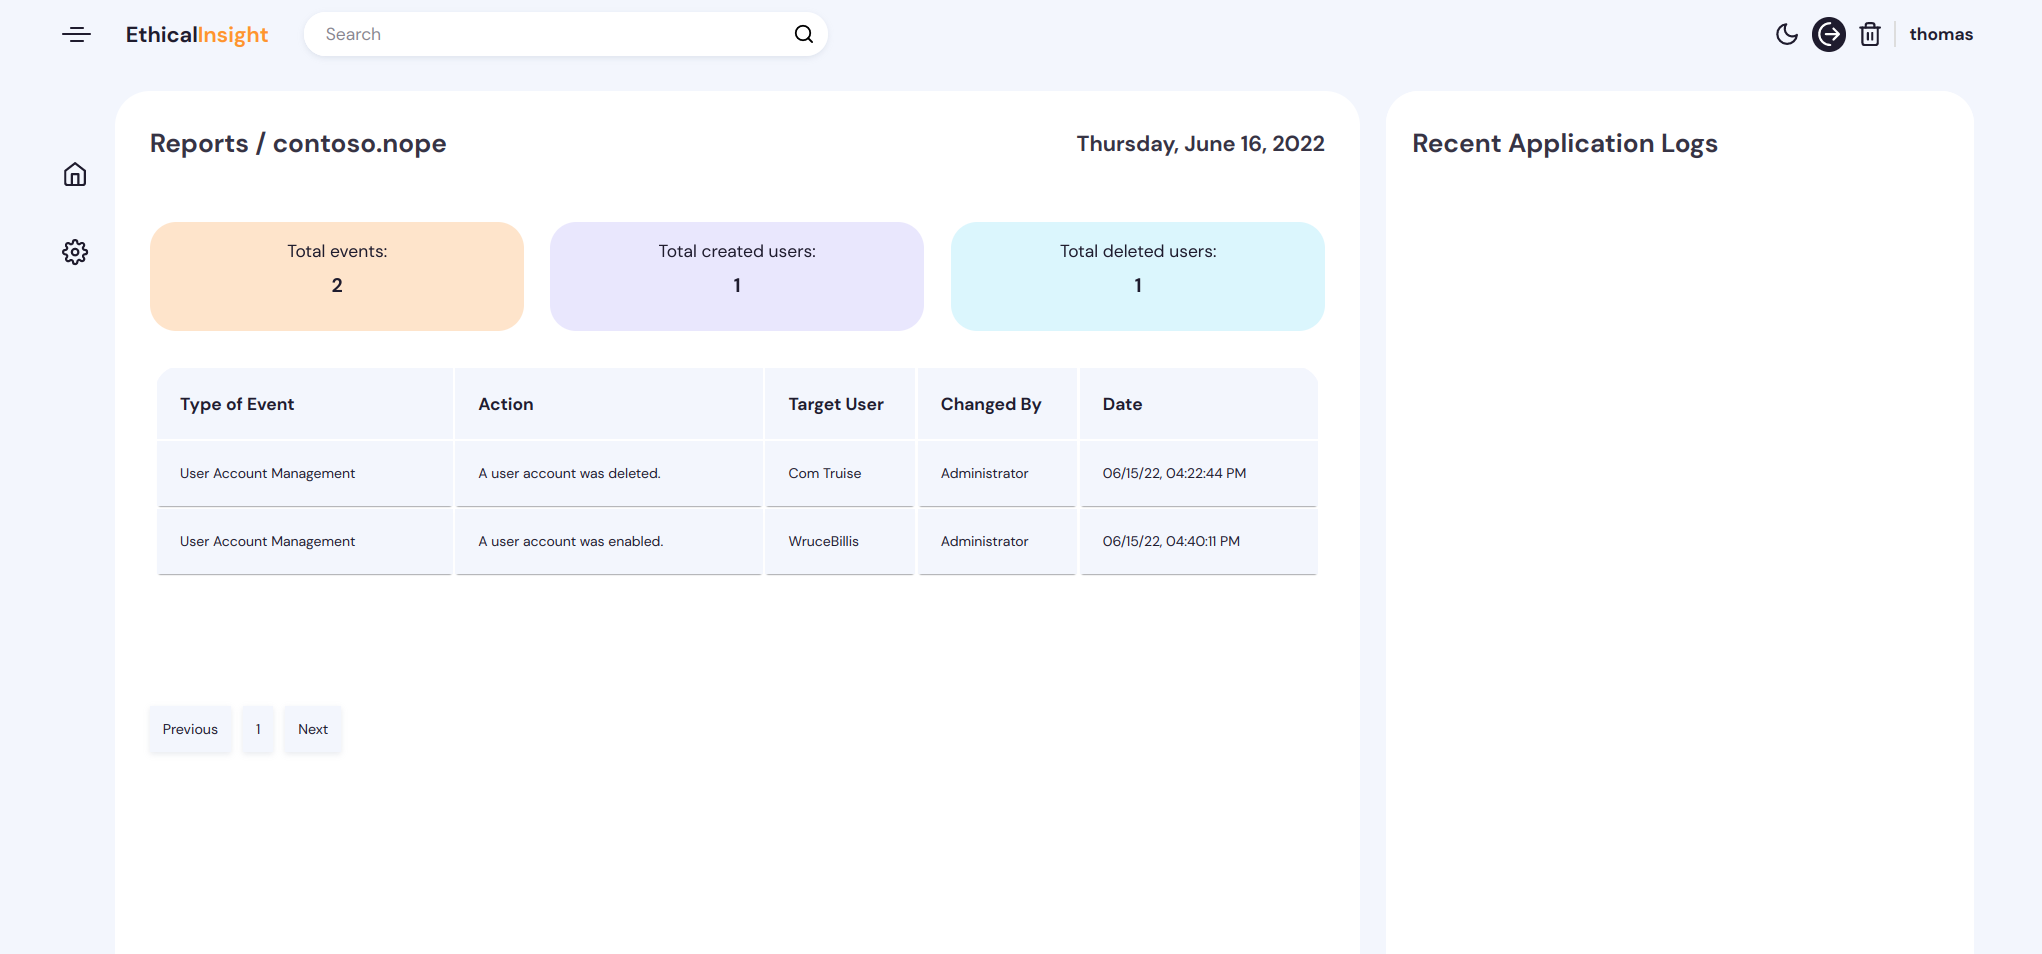 EthicalInsight
Search
thomas
Reports / contoso.nope
Thursday, June 16, 2022
Total events:
2
Total created users:
1
Total deleted users:
1
Type of Event Action Target User Changed By Date
User Account Management A user account was deleted. Com Truise Administrator 06/15/22, 04:22:44 PM
User Account Management A user account was enabled. WruceBillis Administrator 06/15/22, 04:40:11 PM
Previous 1 Next
Recent Application Logs